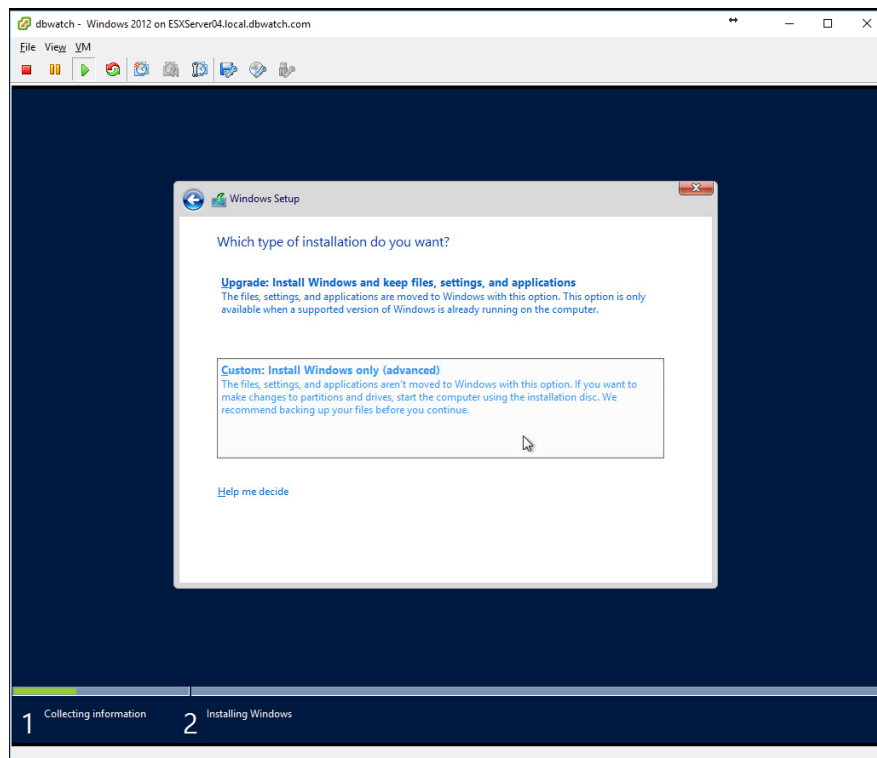 dbwatch - Windows 2012 on ESXServer04.local.dbwatch.com
File View VM
Windows Setup
Which type of installation do you want?
Upgrade: Install Windows and keep files, settings, and applications
The files, settings, and applications are moved to Windows with this option. This option is only
available when a supported version of Windows is already running on the computer.
Custom: Install Windows only (advanced)
The files, settings, and applications aren't moved to Windows with this option. If you want to
make changes to partitions and drives, start the computer using the installation disc. We
recommend backing up your files before you continue.
Help me decide
1 Collecting information 2 Installing Windows